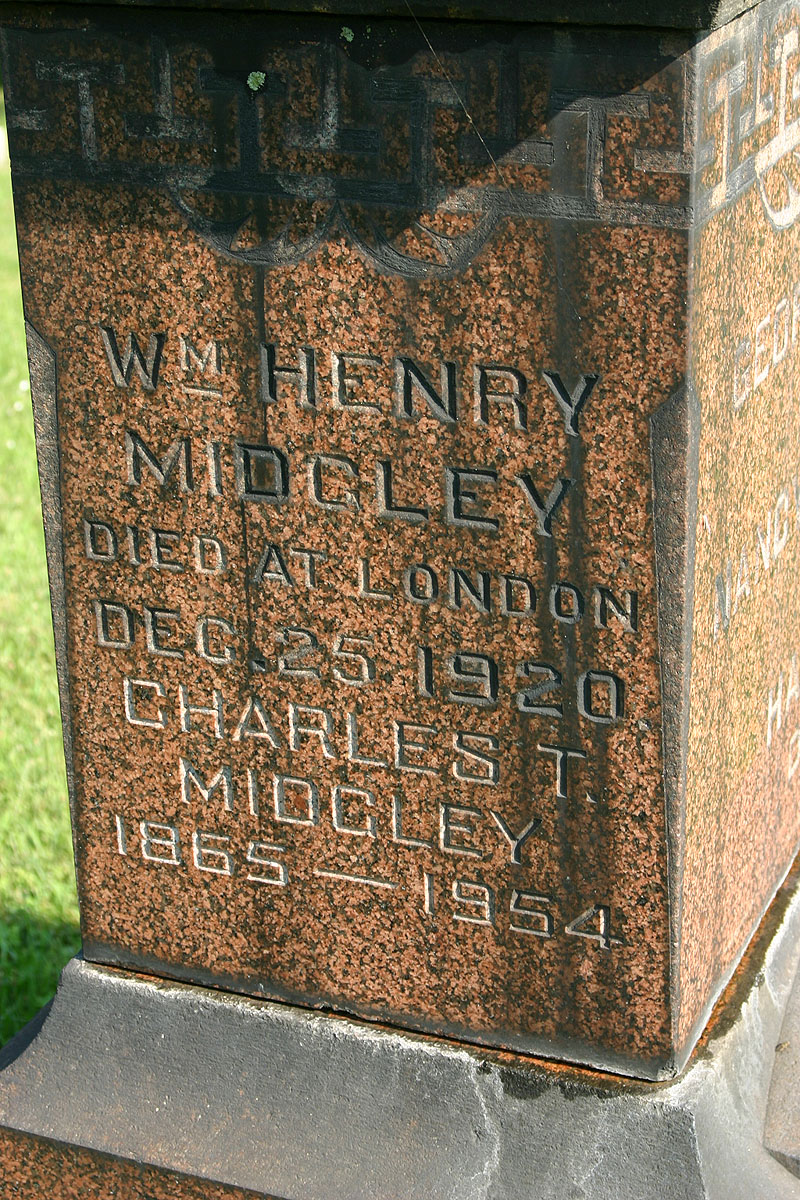 Wᴹ HENRY
MIDGLEY
DIED AT LONDON
DEC. 25 1920.
CHARLES T.
MIDGLEY
1865 — 1954